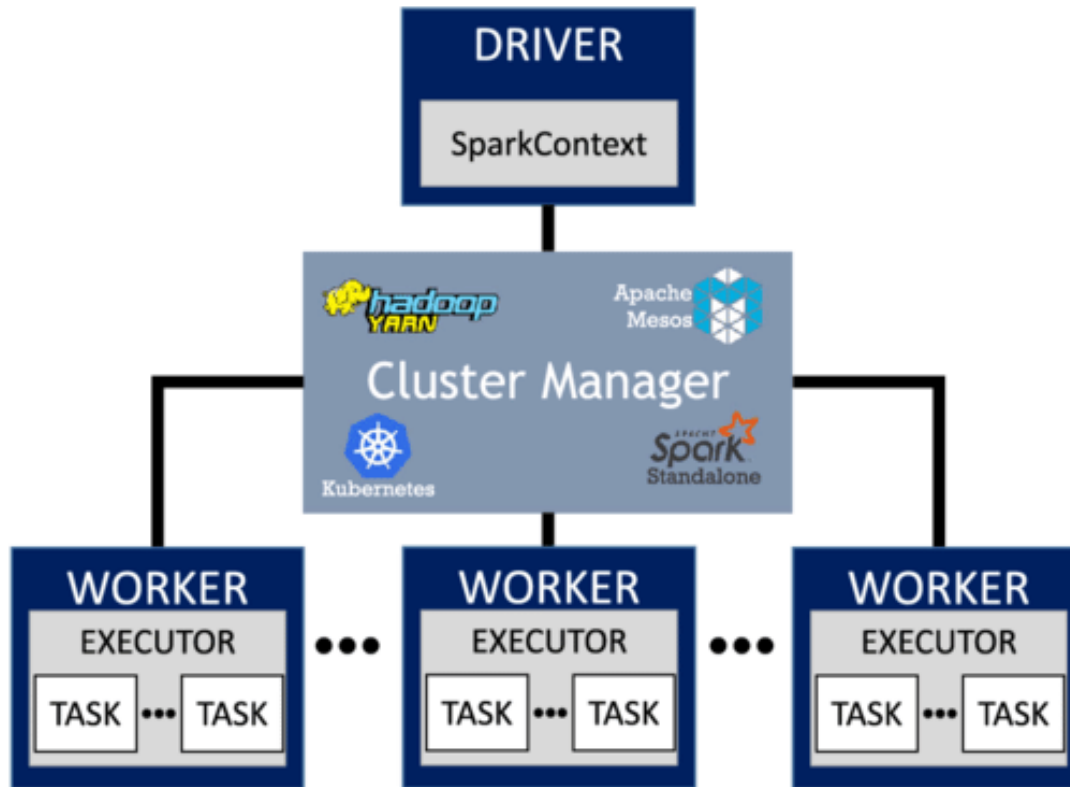 DRIVER
SparkContext
hadoop
YARN
Apache
Mesos
Cluster Manager
Kubernetes
APACHE
Spark
Standalone
WORKER
EXECUTOR
TASK ••• TASK
•••
WORKER
EXECUTOR
TASK ••• TASK
•••
WORKER
EXECUTOR
TASK ••• TASK